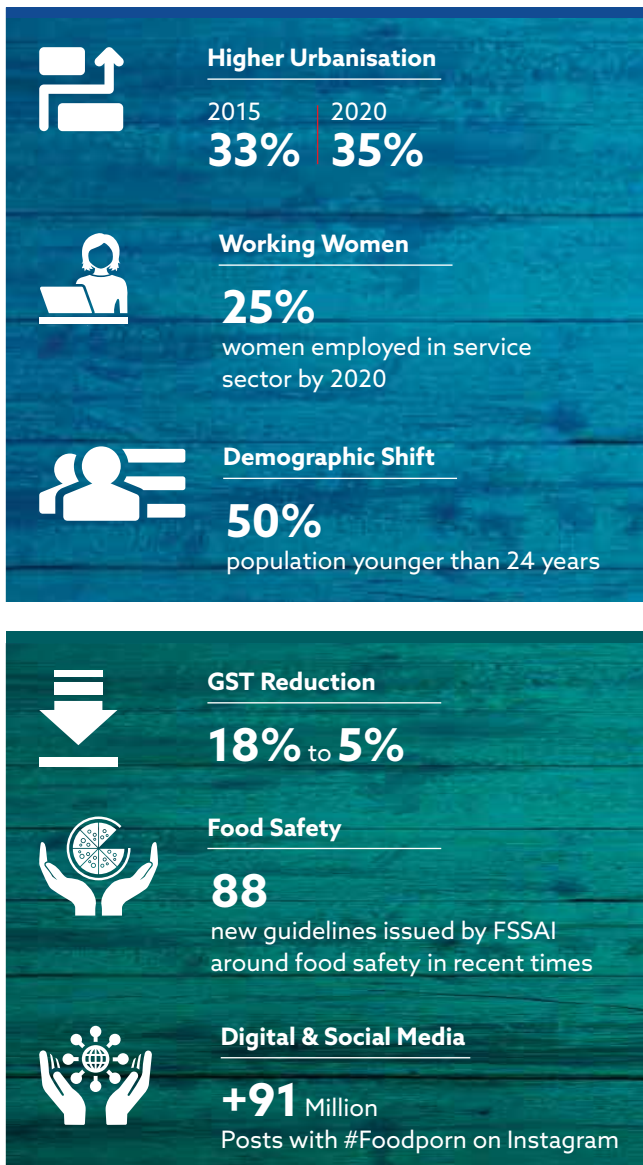 Higher Urbanisation
2015 2020
33% 35%
Working Women
25%
women employed in service
sector by 2020
Demographic Shift
50%
population younger than 24 years
GST Reduction
18% to 5%
Food Safety
88
new guidelines issued by FSSAI
around food safety in recent times
Digital & Social Media
+91 Million
Posts with #Foodporn on Instagram